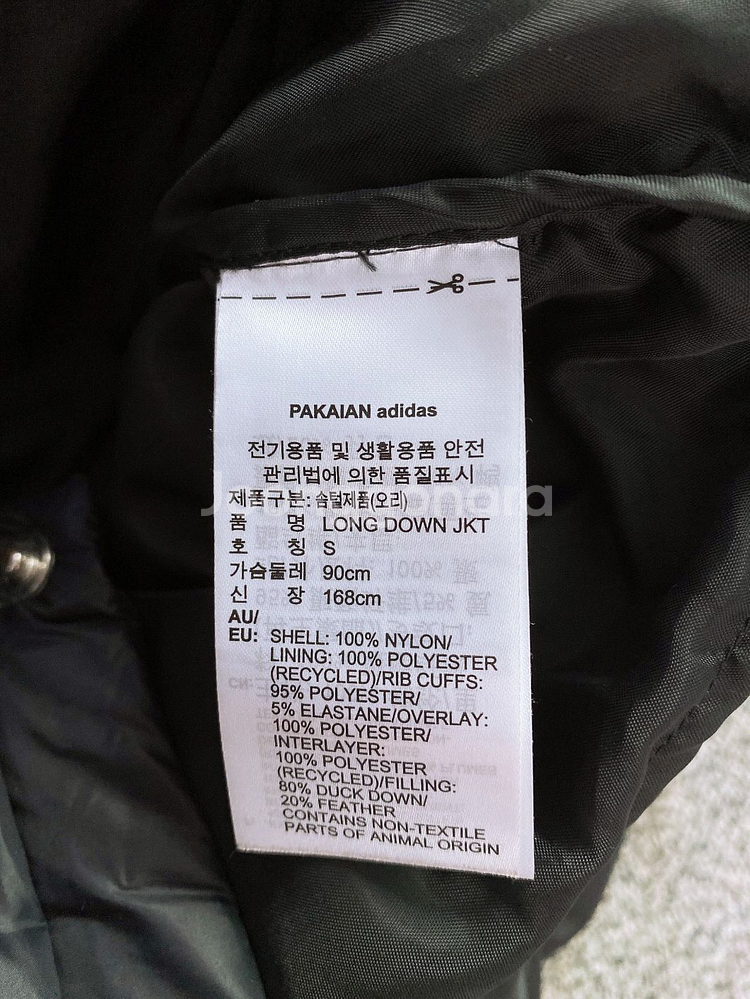 PAKAIAN adidas
전기용품 및 생활용품 안전
관리법에 의한 품질표시
제품구분: 솜털제품(오리)
품 명 LONG DOWN JKT
호 칭 S
가슴둘레 90cm
신 장 168cm
AU/
EU: SHELL: 100% NYLON/
LINING: 100% POLYESTER
(RECYCLED)/RIB CUFFS:
95% POLYESTER/
5% ELASTANE/OVERLAY:
100% POLYESTER/
INTERLAYER:
100% POLYESTER
(RECYCLED)/FILLING:
80% DUCK DOWN/
20% FEATHER
CONTAINS NON-TEXTILE
PARTS OF ANIMAL ORIGIN